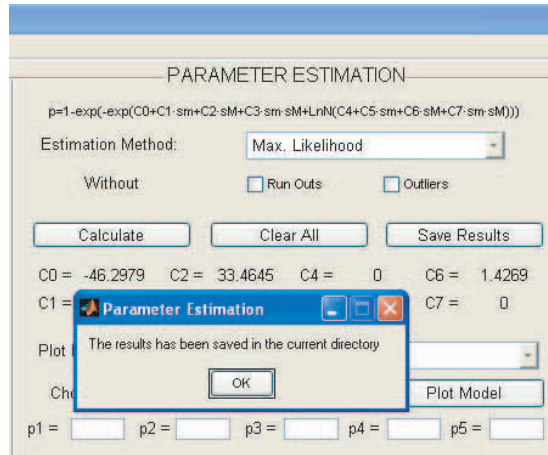 PARAMETER ESTIMATION
p=1-exp(-exp(C0+C1·sm+C2·sM+C3·sm·sM+LnN(C4+C5·sm+C6·sM+C7·sm·sM)))
Estimation Method: Max. Likelihood
Without Run Outs Outliers
Calculate Clear All Save Results
C0 = -46.2979 C2 = 33.4645 C4 = 0 C6 = 1.4269
C1 = C7 = 0
Parameter Estimation
The results has been saved in the current directory
Plot
OK
Plot Model
p1 = p2 = p3 = p4 = p5 =